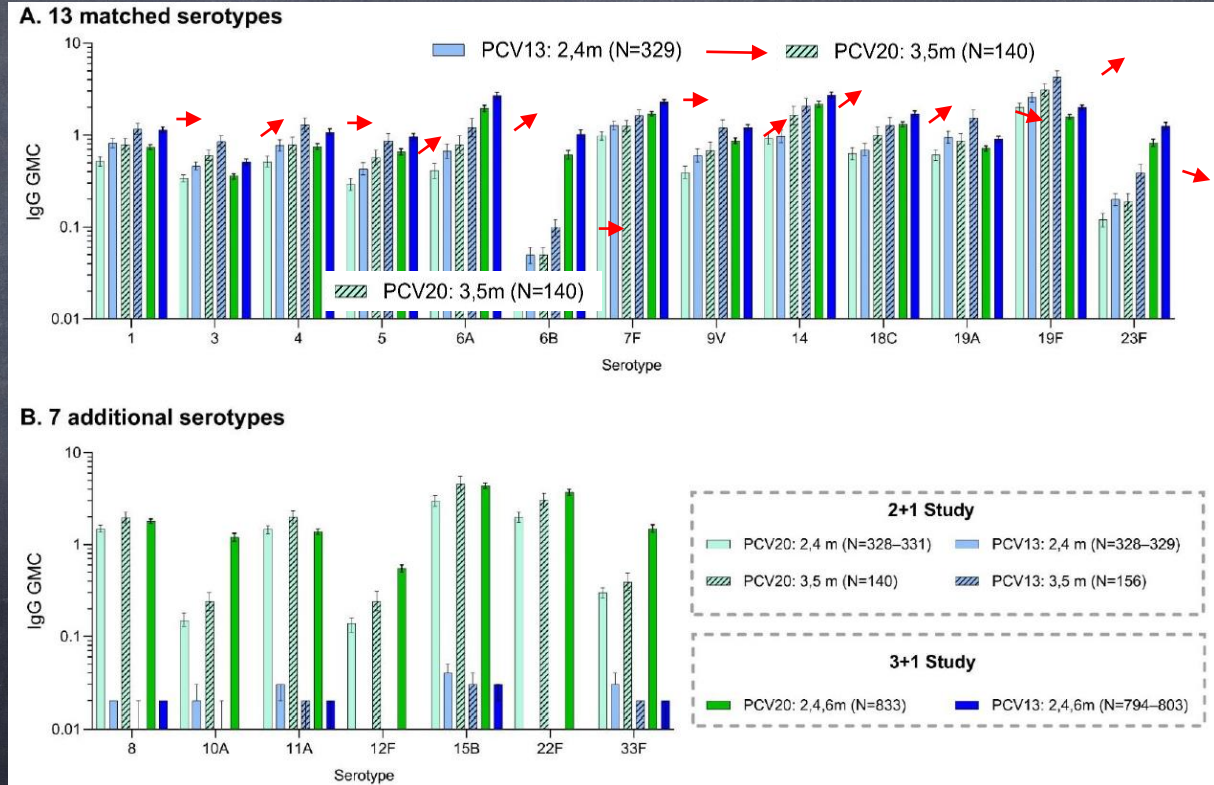 A. 13 matched serotypes
PCV13: 2,4m (N=329) PCV20: 3,5m (N=140)
10
1
0.1
0.01
IgG GMC
PCV20: 3,5m (N=140)
1 3 4 5 6A 6B 7F 9V 14 18C 19A 19F 23F
Serotype
B. 7 additional serotypes
10
1
0.1
0.01
IgG GMC
8 10A 11A 12F 15B 22F 33F
Serotype
2+1 Study
PCV20: 2,4 m (N=328–331) PCV13: 2,4 m (N=328–329)
PCV20: 3,5 m (N=140) PCV13: 3,5 m (N=156)
3+1 Study
PCV20: 2,4,6m (N=833) PCV13: 2,4,6m (N=794–803)